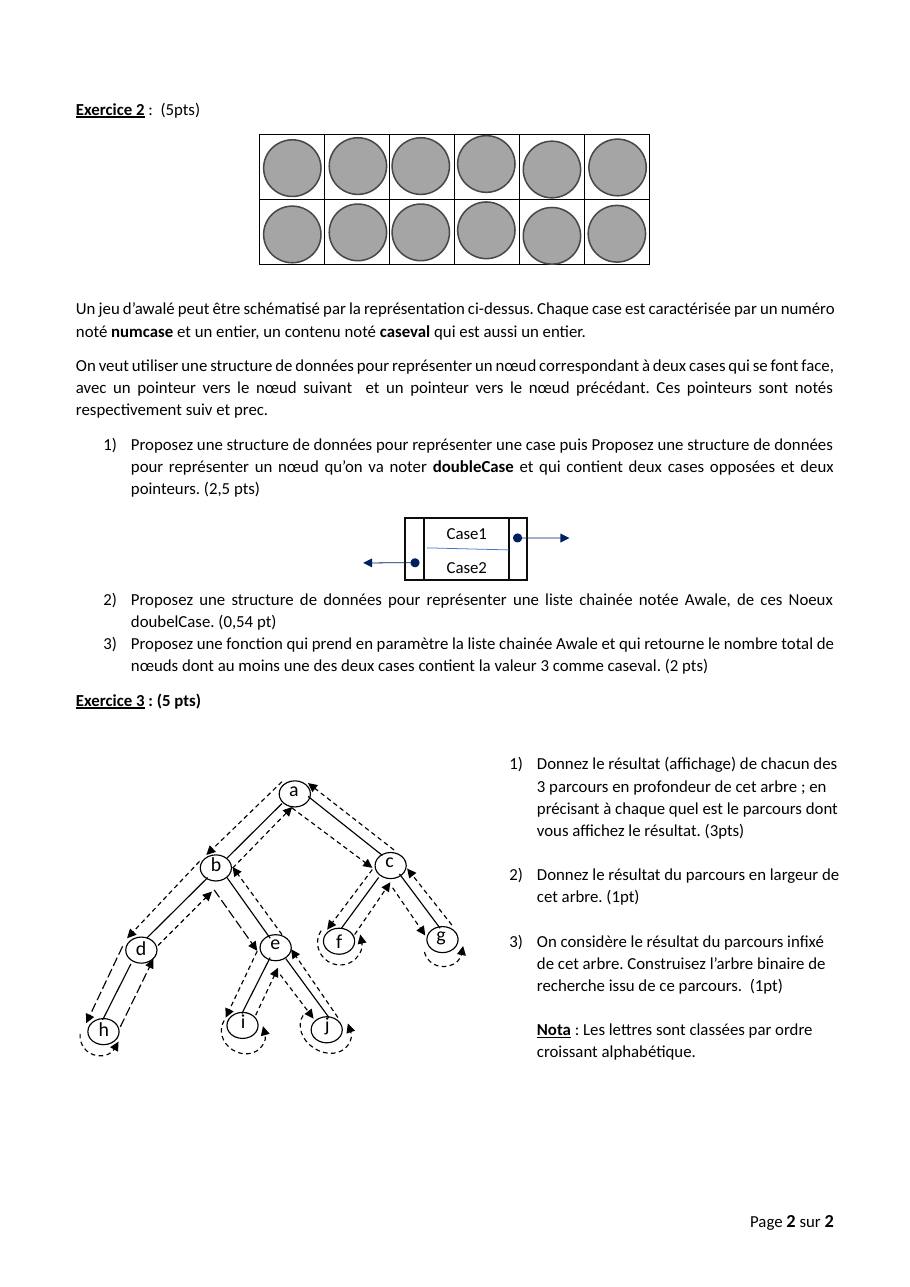 Exercice 2 :  (5pts)
Un jeu d’awalé peut être schématisé par la représentation ci-dessus. Chaque case est caractérisée par un numéro
noté numcase et un entier, un contenu noté caseval qui est aussi un entier.
On veut utiliser une structure de données pour représenter un nœud correspondant à deux cases qui se font face,
avec un pointeur vers le nœud suivant  et un pointeur vers le nœud précédant. Ces pointeurs sont notés
respectivement suiv et prec.
1) Proposez une structure de données pour représenter une case puis Proposez une structure de données
pour représenter un nœud qu’on va noter doubleCase et qui contient deux cases opposées et deux
pointeurs. (2,5 pts)
Case1
Case2
2) Proposez une structure de données pour représenter une liste chainée notée Awale, de ces Noeux
doubelCase. (0,54 pt)
3) Proposez une fonction qui prend en paramètre la liste chainée Awale et qui retourne le nombre total de
nœuds dont au moins une des deux cases contient la valeur 3 comme caseval. (2 pts)
Exercice 3 : (5 pts)
a
b
c
d
e
f
g
h
i
j
1) Donnez le résultat (affichage) de chacun des
3 parcours en profondeur de cet arbre ; en
précisant à chaque quel est le parcours dont
vous affichez le résultat. (3pts)
2) Donnez le résultat du parcours en largeur de
cet arbre. (1pt)
3) On considère le résultat du parcours infixé
de cet arbre. Construisez l’arbre binaire de
recherche issu de ce parcours.  (1pt)
Nota : Les lettres sont classées par ordre
croissant alphabétique.
Page 2 sur 2